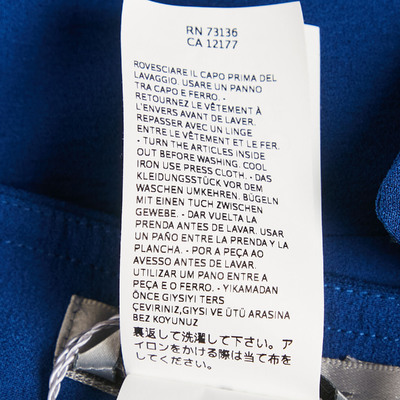 RN 73136
CA 12177
ROVESCIARE IL CAPO PRIMA DEL
LAVAGGIO. USARE UN PANNO
TRA CAPO E FERRO. -
RETOURNEZ LE VÊTEMENT À
L'ENVERS AVANT DE LAVER.
REPASSER AVEC UN LINGE
ENTRE LE VÊTEMENT ET LE FER.
- TURN THE ARTICLES INSIDE
OUT BEFORE WASHING. COOL
IRON USE PRESS CLOTH. - DAS
KLEIDUNGSSTÜCK VOR DEM
WASCHEN UMKEHREN. BÜGELN
MIT EINEN TUCH ZWISCHEN
GEWEBE. - DAR VUELTA LA
PRENDA ANTES DE LAVAR. USAR
UN PAÑO ENTRE LA PRENDA Y LA
PLANCHA. - POR A PEÇA AO
AVESSO ANTES DE LAVAR
UTILIZAR UM PANO ENTRE A
PEÇA E O FERRO. - YIKAMADAN
ÖNCE GIYSIYI TERS
ÇEVIRINIZ,GIYSI VE ÜTÜ ARASINA
BEZ KOYUNUZ
裏返して洗濯して下さい。ア
イロンをかける際は当て布を
してください。